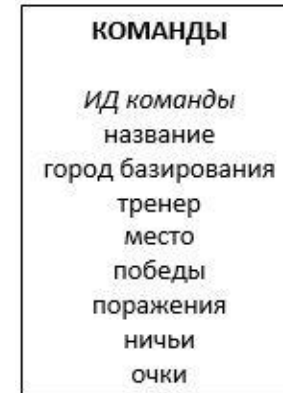 КОМАНДЫ
ИД команды
название
город базирования
тренер
место
победы
поражения
ничьи
очки